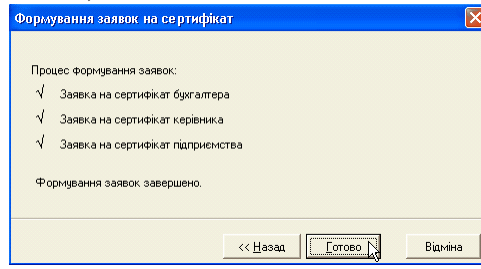 Формування заявок на сертифікат
Процес формування заявок:
√ Заявка на сертифікат бухгалтера
√ Заявка на сертифікат керівника
√ Заявка на сертифікат підприємства
Формування заявок завершено.
<< Назад Готово Відміна